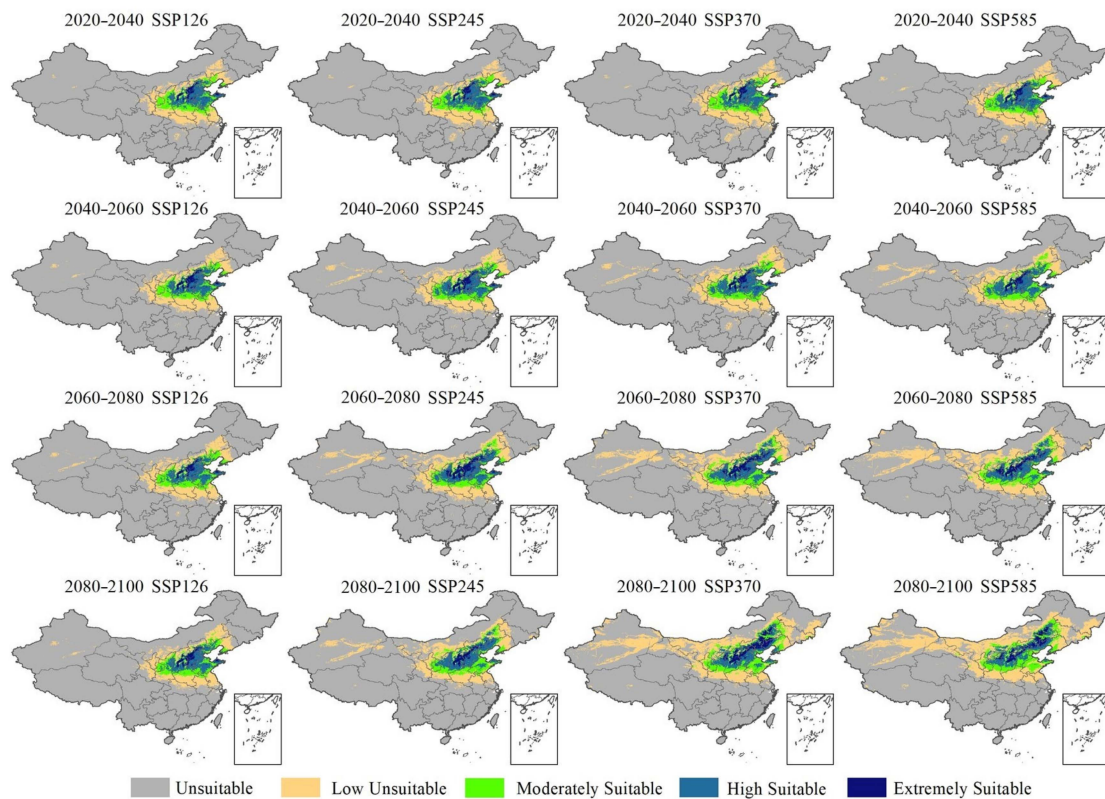 2020–2040 SSP126 2020–2040 SSP245 2020–2040 SSP370 2020–2040 SSP585
2040–2060 SSP126 2040–2060 SSP245 2040–2060 SSP370 2040–2060 SSP585
2060–2080 SSP126 2060–2080 SSP245 2060–2080 SSP370 2060–2080 SSP585
2080–2100 SSP126 2080–2100 SSP245 2080–2100 SSP370 2080–2100 SSP585
Unsuitable Low Unsuitable Moderately Suitable High Suitable Extremely Suitable